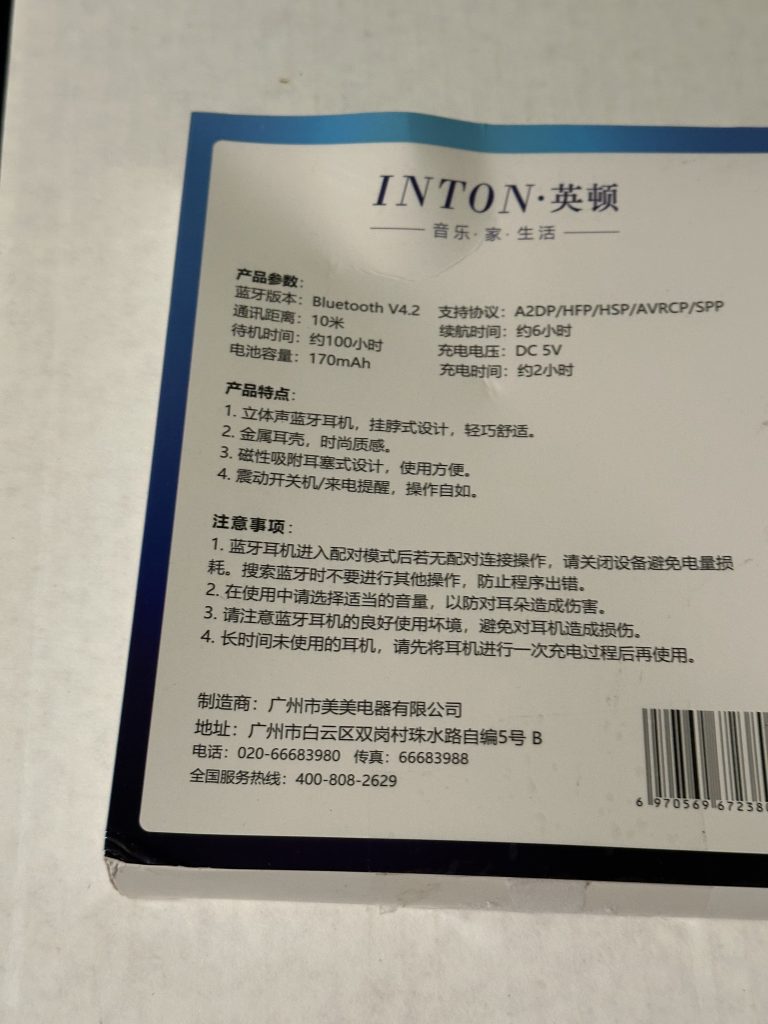 INTON·英顿
音乐·家·生活
产品参数：
蓝牙版本：Bluetooth V4.2
通讯距离：10米
待机时间：约100小时
电池容量：170mAh
支持协议：A2DP/HFP/HSP/AVRCP/SPP
续航时间：约6小时
充电电压：DC 5V
充电时间：约2小时
产品特点：
1. 立体声蓝牙耳机，挂脖式设计，轻巧舒适。
2. 金属耳壳，时尚质感。
3. 磁性吸附耳塞式设计，使用方便。
4. 震动开关机/来电提醒，操作自如。
注意事项：
1. 蓝牙耳机进入配对模式后若无配对连接操作，请关闭设备避免电量损
耗。搜索蓝牙时不要进行其他操作，防止程序出错。
2. 在使用中请选择适当的音量，以防对耳朵造成伤害。
3. 请注意蓝牙耳机的良好使用坏境，避免对耳机造成损伤。
4. 长时间未使用的耳机，请先将耳机进行一次充电过程后再使用。
制造商：广州市美美电器有限公司
地址：广州市白云区双岗村珠水路自编5号 B
电话：020-66683980 传真：66683988
全国服务热线：400-808-2629
6 970569 67238